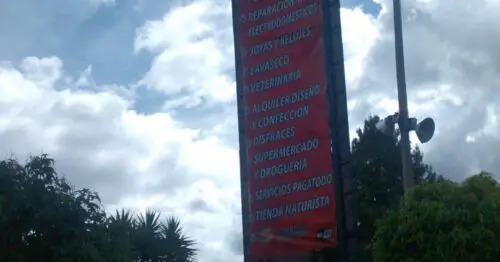 REPARACION
ELECTRODOMESTICOS
JOYAS Y RELOJES
LAVASECO
VETERINARIA
ALQUILER DISEÑO
Y CONFECCION
DISFRACES
SUPERMERCADO
Y DROGUERIA
SERVICIOS PAGATODO
TIENDA NATURISTA